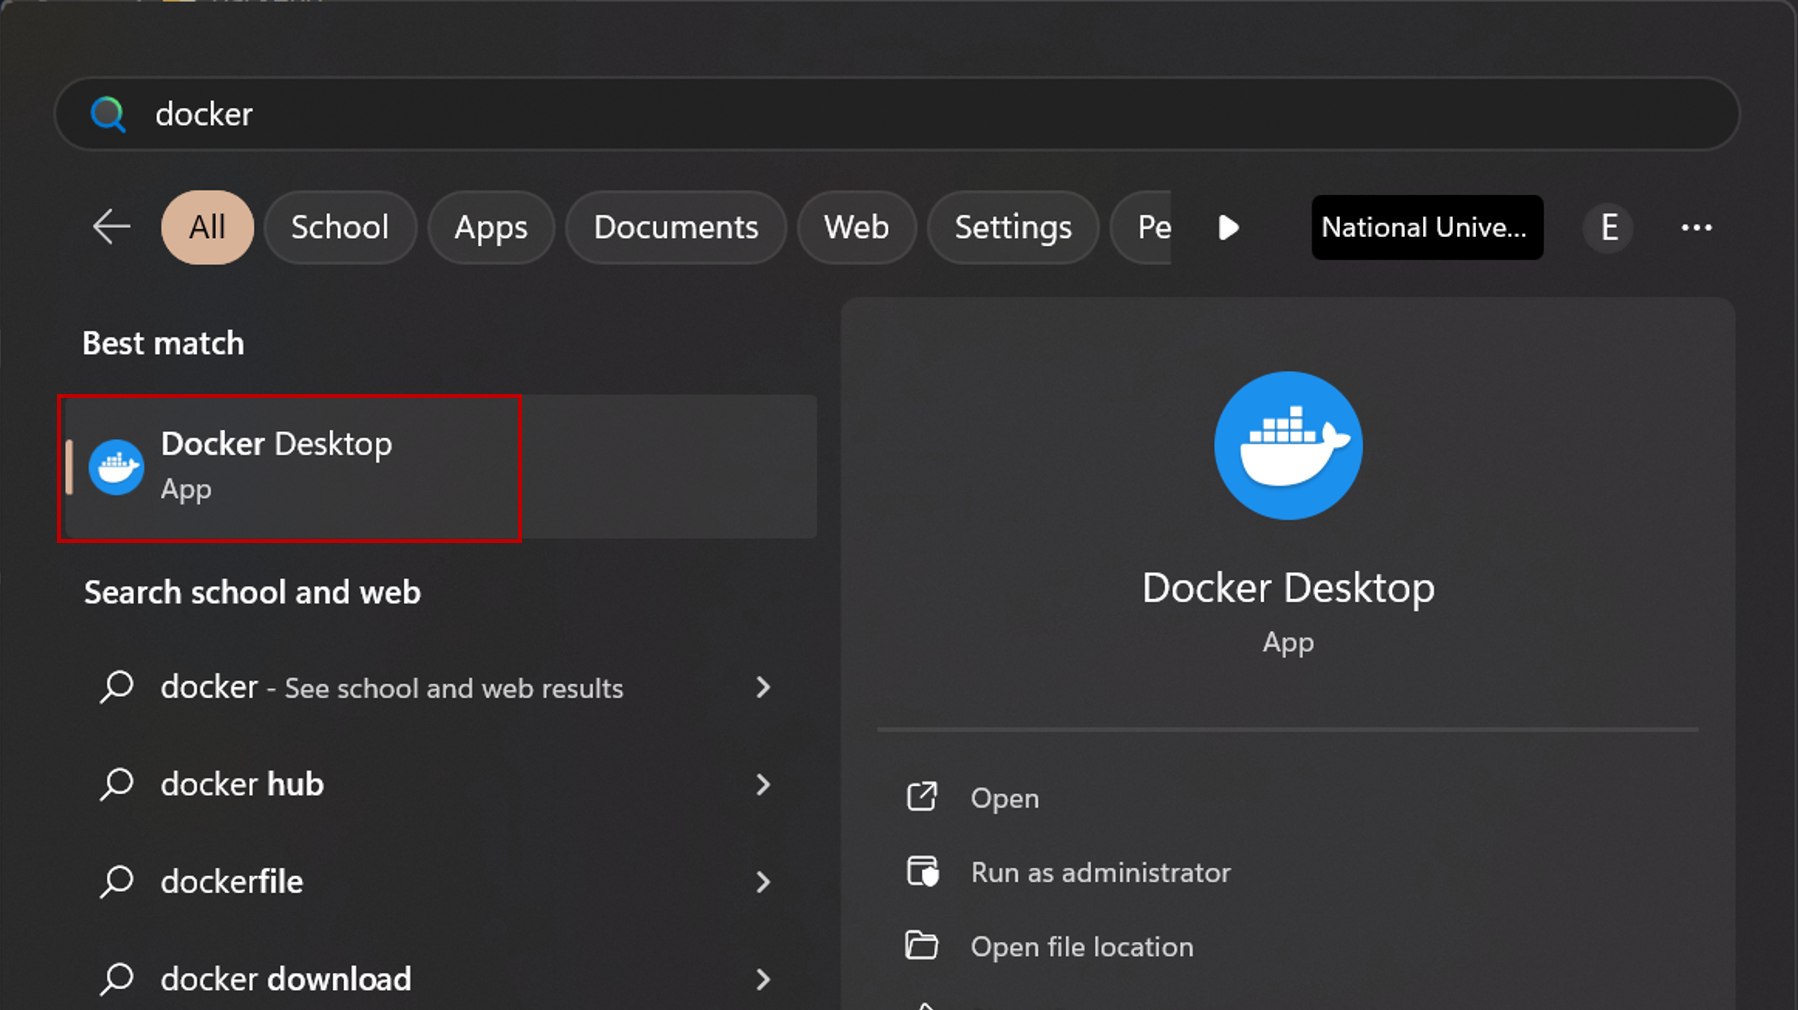 docker
All School Apps Documents Web Settings Pe National Unive... E
Best match
Docker Desktop
App
Search school and web
docker - See school and web results
docker hub
dockerfile
docker download
Docker Desktop
App
Open
Run as administrator
Open file location